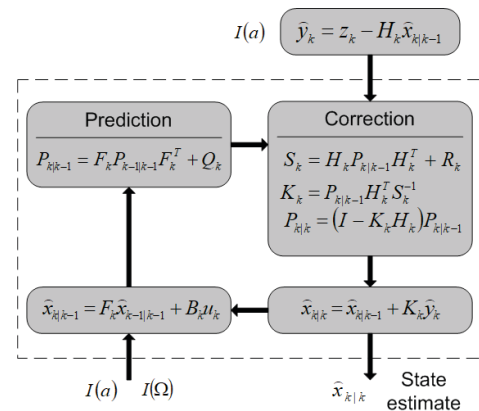 I(a)
ŷ_k = z_k − H_k x̂_{k|k−1}
Prediction
P_{k|k−1} = F_k P_{k−1|k−1} F_k^T + Q_k
Correction
S_k = H_k P_{k|k−1} H_k^T + R_k
K_k = P_{k|k−1} H_k^T S_k^{−1}
P_{k|k} = (I − K_k H_k) P_{k|k−1}
x̂_{k|k−1} = F_k x̂_{k−1|k−1} + B_k u_k
x̂_{k|k} = x̂_{k|k−1} + K_k ŷ_k
I(a) I(Ω)
x̂_{k|k}
State
estimate